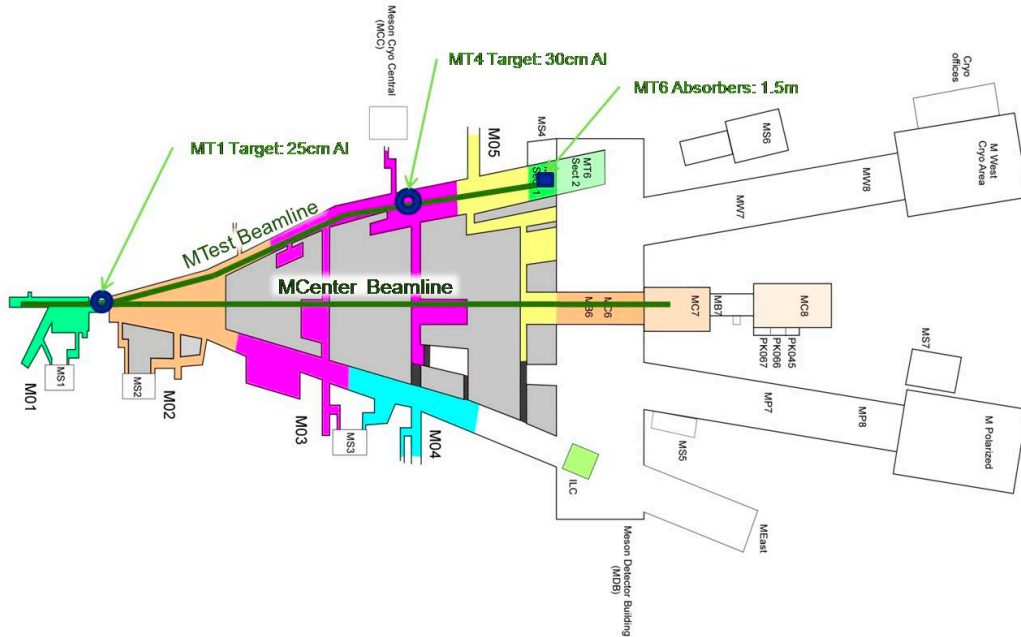 Meson Cryo Central
(MCC)
MT4 Target: 30cm Al
MT6 Absorbers: 1.5m
MT1 Target: 25cm Al
Cryo
offices
M West
Cryo Area
MS6
MS4
M05
MT6
Sect 2
Sect 1
MW7
MW8
MTest Beamline
MCenter Beamline
MB6
MC6
MC7
MB7
MC8
PK067
PK066
PK045
MS7
M01
MS1
MS2
M02
M03
MS3
M04
MP7
MP8
M Polarized
MS5
ILC
MEast
Meson Detector Building
(MDB)